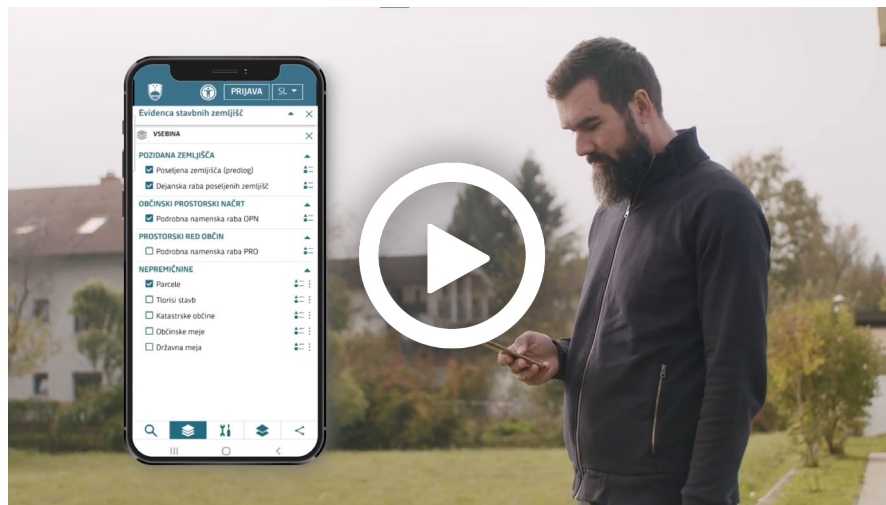 PRIJAVA
SL
Evidenca stavbnih zemljišč
VSEBINA
POZIDANA ZEMLJIŠČA
Poseljena zemljišča (predlog)
Dejanska raba poseljenih zemljišč
OBČINSKI PROSTORSKI NAČRT
Podrobna namenska raba OPN
PROSTORSKI RED OBČIN
Podrobna namenska raba PRO
NEPREMIČNINE
Parcele
Tlorisi stavb
Katastrske občine
Občinske meje
Državna meja